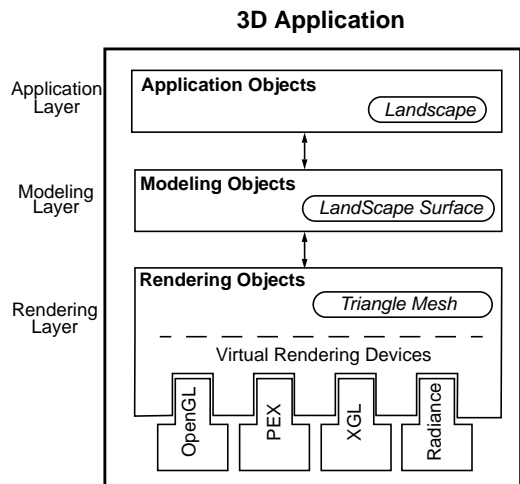 3D Application
Application
Layer
Application Objects
Landscape
Modeling
Layer
Modeling Objects
LandScape Surface
Rendering
Layer
Rendering Objects
Triangle Mesh
Virtual Rendering Devices
OpenGL
PEX
XGL
Radiance